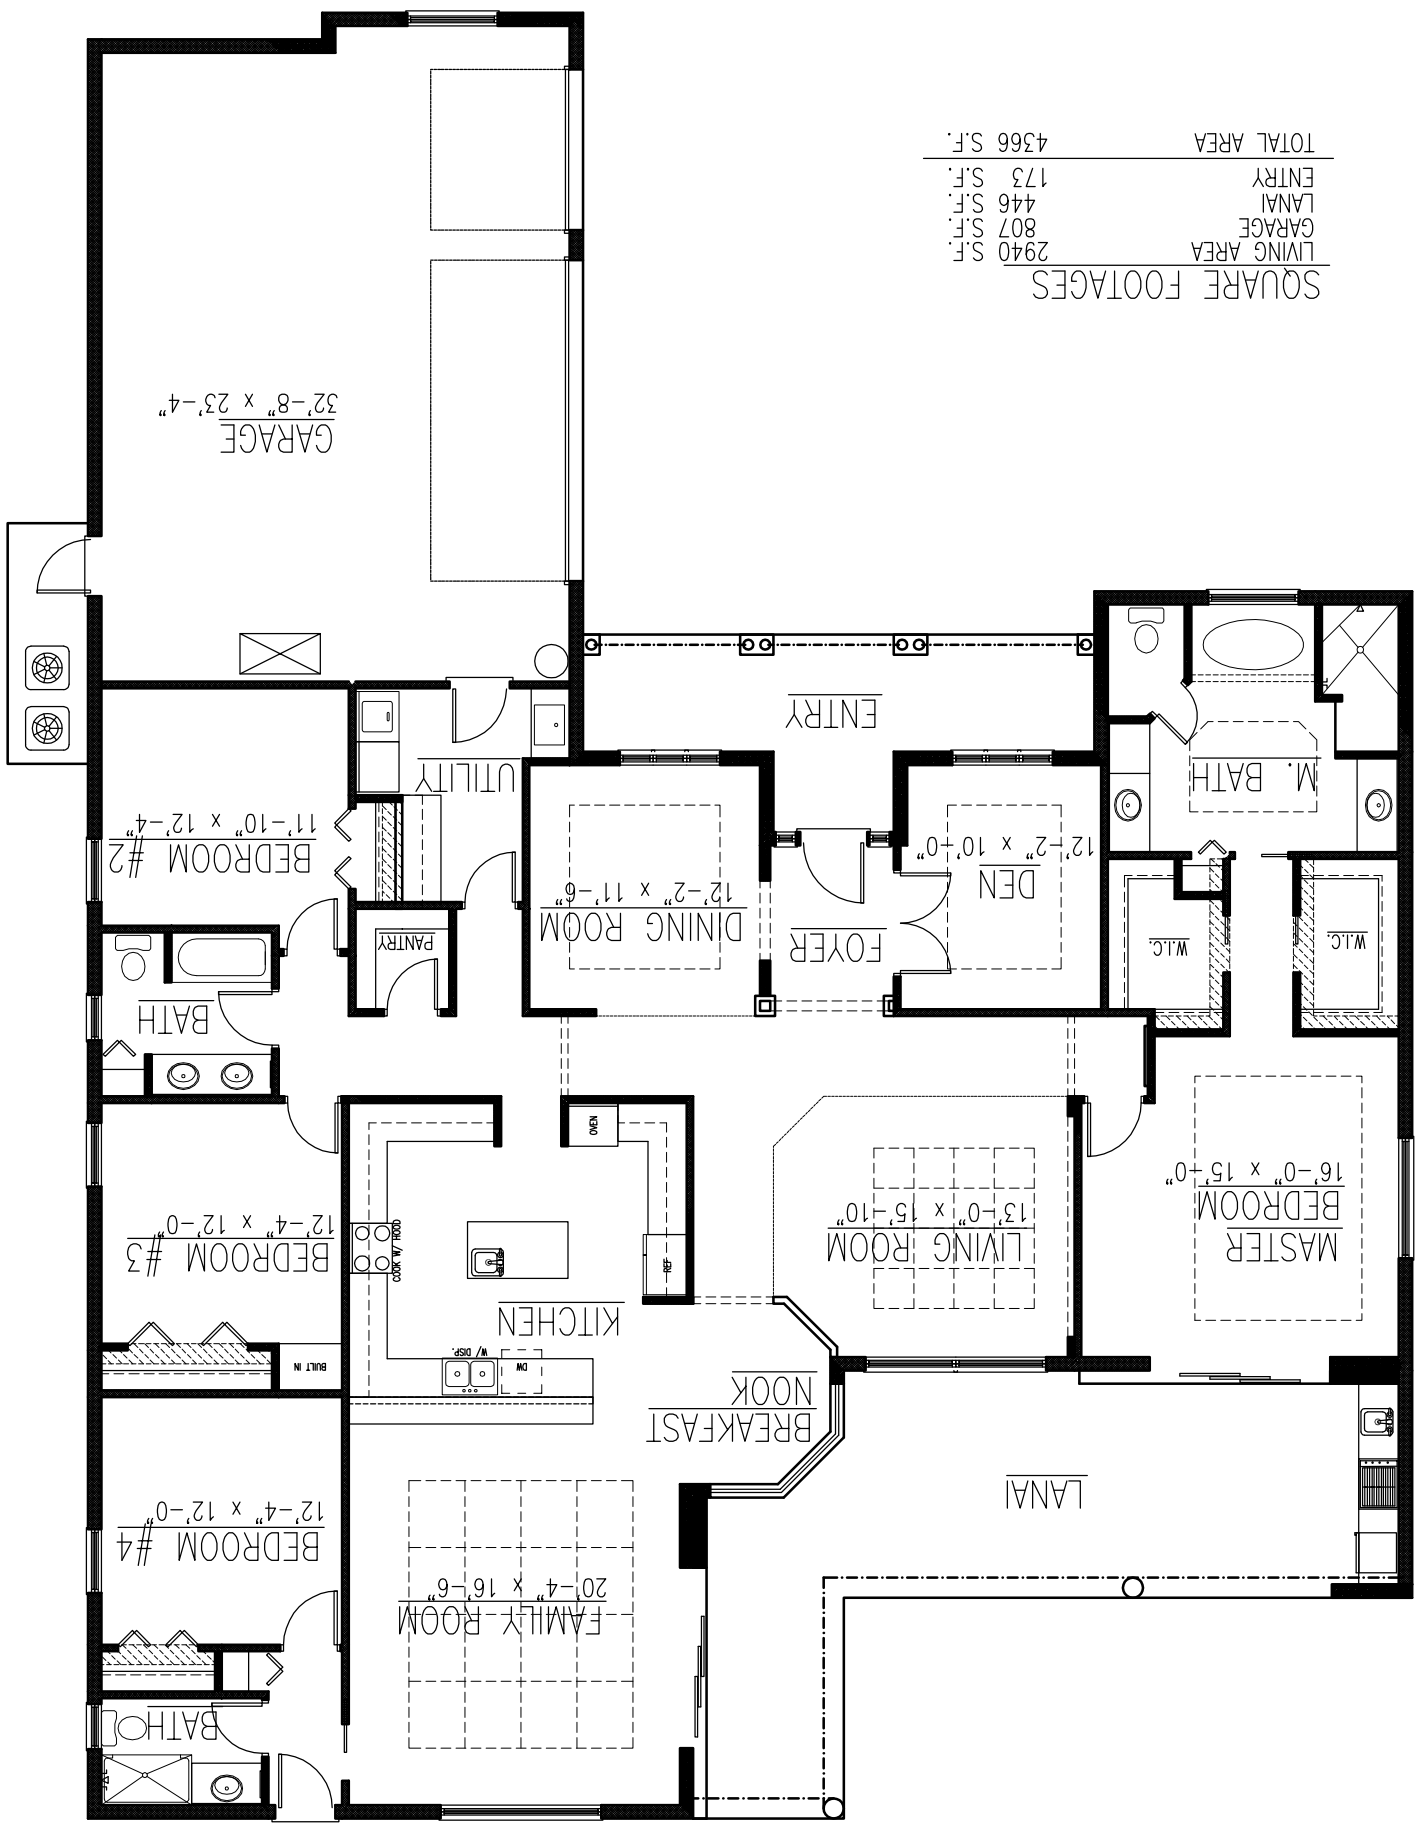 BATH
FAMILY ROOM
20'-4" x 16'-6"
BEDROOM #4
12'-4" x 12'-0"
LANAI
BREAKFAST
NOOK
BUILT IN
DW
W/ DISP.
KITCHEN
REF
COOK W/ HOOD
OVEN
MASTER
BEDROOM
16'-0" x 15'-0"
LIVING ROOM
13'-0" x 15'-10"
BEDROOM #3
12'-4" x 12'-0"
BATH
W.I.C.
W.I.C.
FOYER
DINING ROOM
12'-2" x 11'-6"
PANTRY
DEN
12'-2" x 10'-0"
BEDROOM #2
11'-10" x 12'-4"
M. BATH
UTILITY
ENTRY
GARAGE
32'-8" x 23'-4"
SQUARE FOOTAGES
LIVING AREA 2940 S.F.
GARAGE 807 S.F.
LANAI 446 S.F.
ENTRY 173 S.F.
TOTAL AREA 4366 S.F.